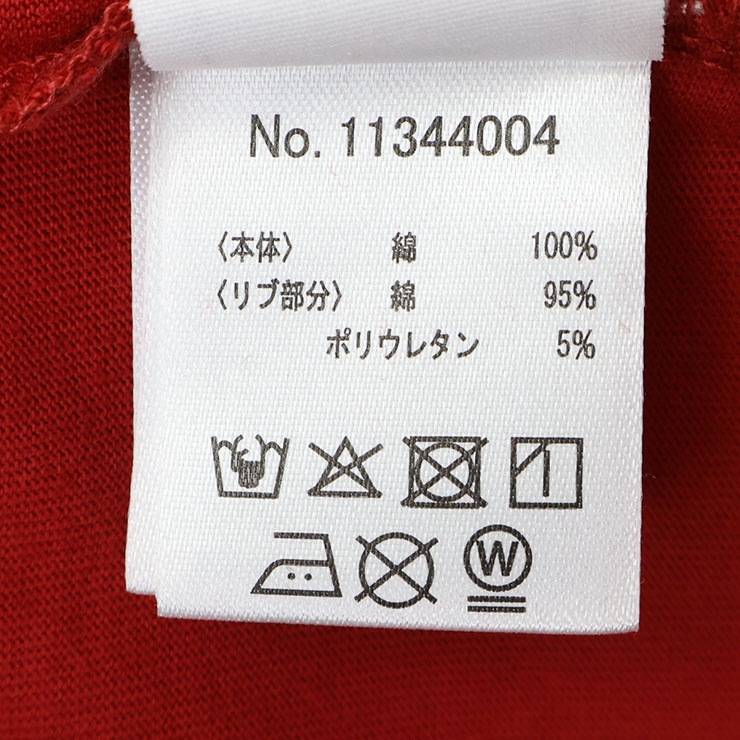 No. 11344004
〈本体〉 綿 100%
〈リブ部分〉 綿 95%
ポリウレタン 5%
W